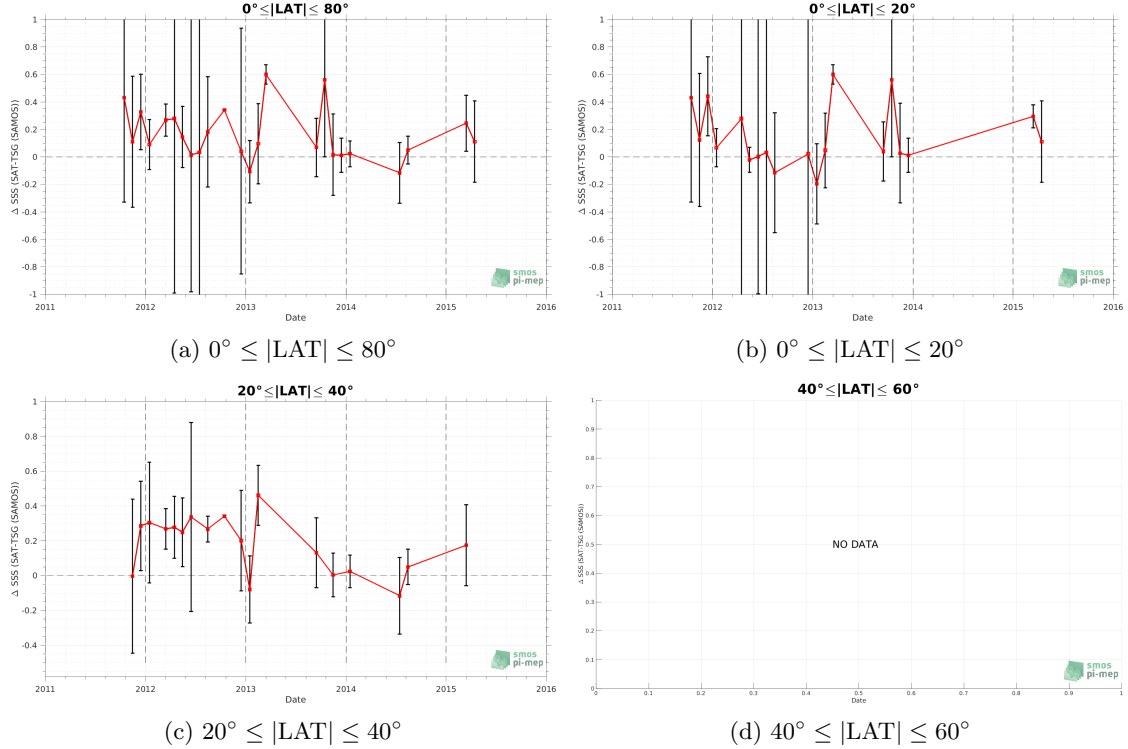 0°≤|LAT|≤ 80°
Δ SSS (SAT-TSG (SAMOS))
1
0.8
0.6
0.4
0.2
0
-0.2
-0.4
-0.6
-0.8
-1
2011 2012 2013 2014 2015 2016
Date
smos
pi-mep
(a) 0° ≤ |LAT| ≤ 80°
0°≤|LAT|≤ 20°
Δ SSS (SAT-TSG (SAMOS))
1
0.8
0.6
0.4
0.2
0
-0.2
-0.4
-0.6
-0.8
-1
2011 2012 2013 2014 2015 2016
Date
smos
pi-mep
(b) 0° ≤ |LAT| ≤ 20°
20°≤|LAT|≤ 40°
Δ SSS (SAT-TSG (SAMOS))
1
0.8
0.6
0.4
0.2
0
-0.2
-0.4
2011 2012 2013 2014 2015 2016
Date
smos
pi-mep
(c) 20° ≤ |LAT| ≤ 40°
40°≤|LAT|≤ 60°
Δ SSS (SAT-TSG (SAMOS))
1
0.9
0.8
0.7
0.6
0.5
0.4
0.3
0.2
0.1
0
NO DATA
0 0.1 0.2 0.3 0.4 0.5 0.6 0.7 0.8 0.9 1
Date
smos
pi-mep
(d) 40° ≤ |LAT| ≤ 60°